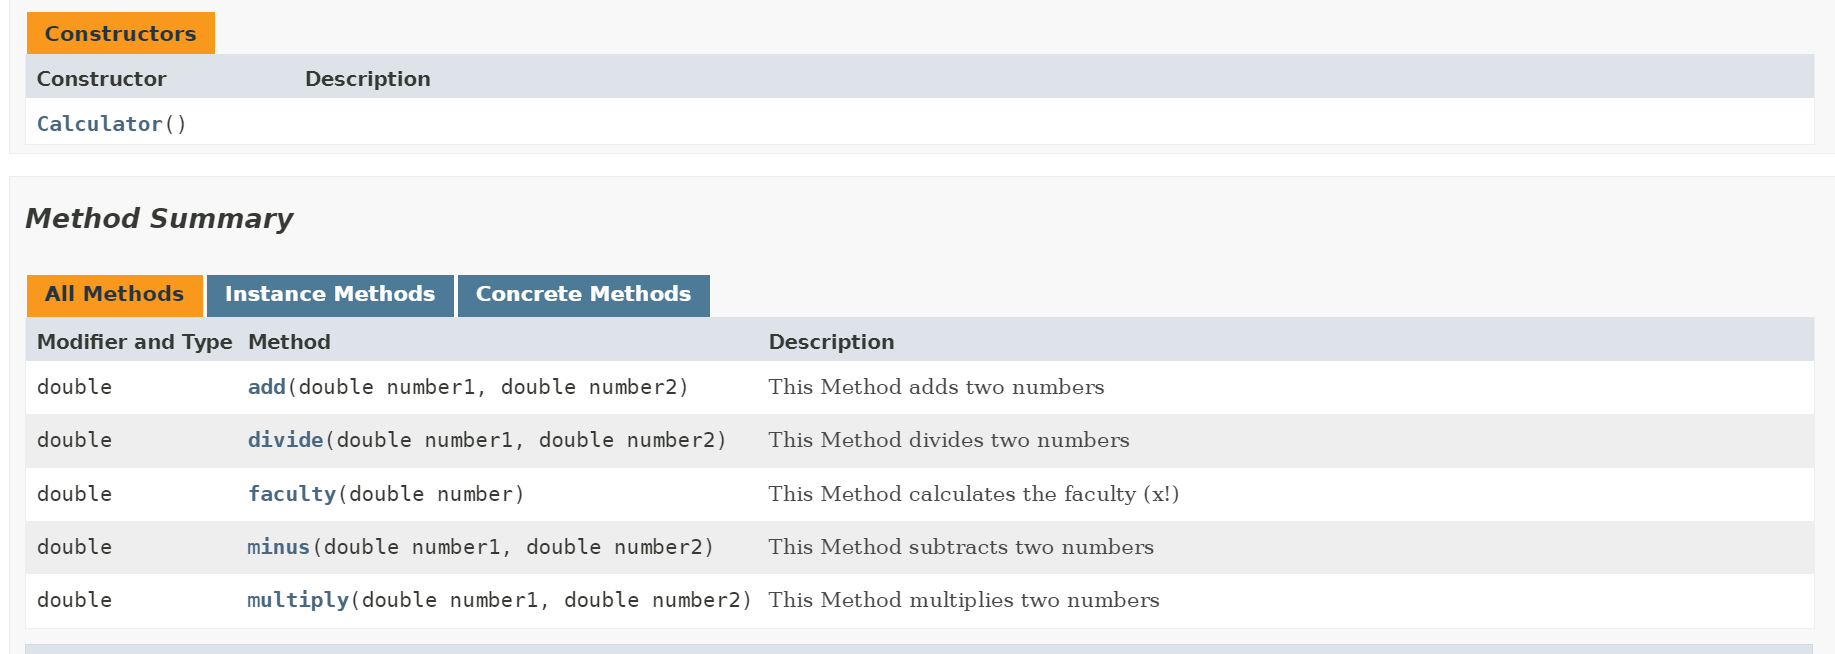 Constructors
Constructor Description
Calculator()
Method Summary
All Methods Instance Methods Concrete Methods
Modifier and Type Method Description
double add(double number1, double number2) This Method adds two numbers
double divide(double number1, double number2) This Method divides two numbers
double faculty(double number) This Method calculates the faculty (x!)
double minus(double number1, double number2) This Method subtracts two numbers
double multiply(double number1, double number2) This Method multiplies two numbers